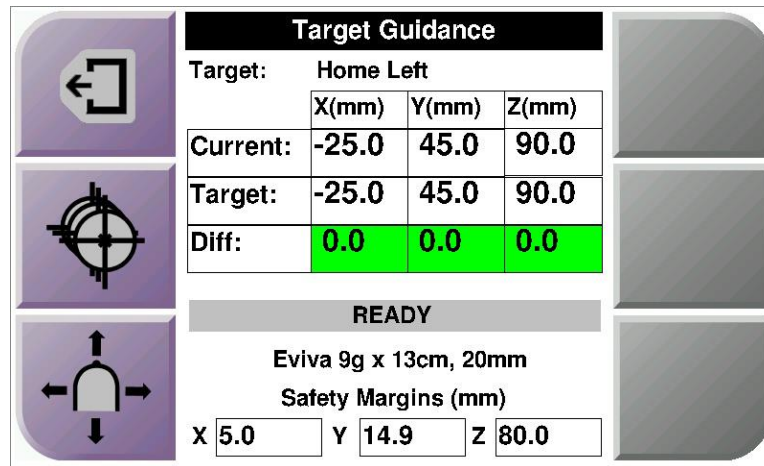 Target Guidance
Target: Home Left
X(mm) Y(mm) Z(mm)
Current: -25.0 45.0 90.0
Target: -25.0 45.0 90.0
Diff: 0.0 0.0 0.0
READY
Eviva 9g x 13cm, 20mm
Safety Margins (mm)
X 5.0 Y 14.9 Z 80.0